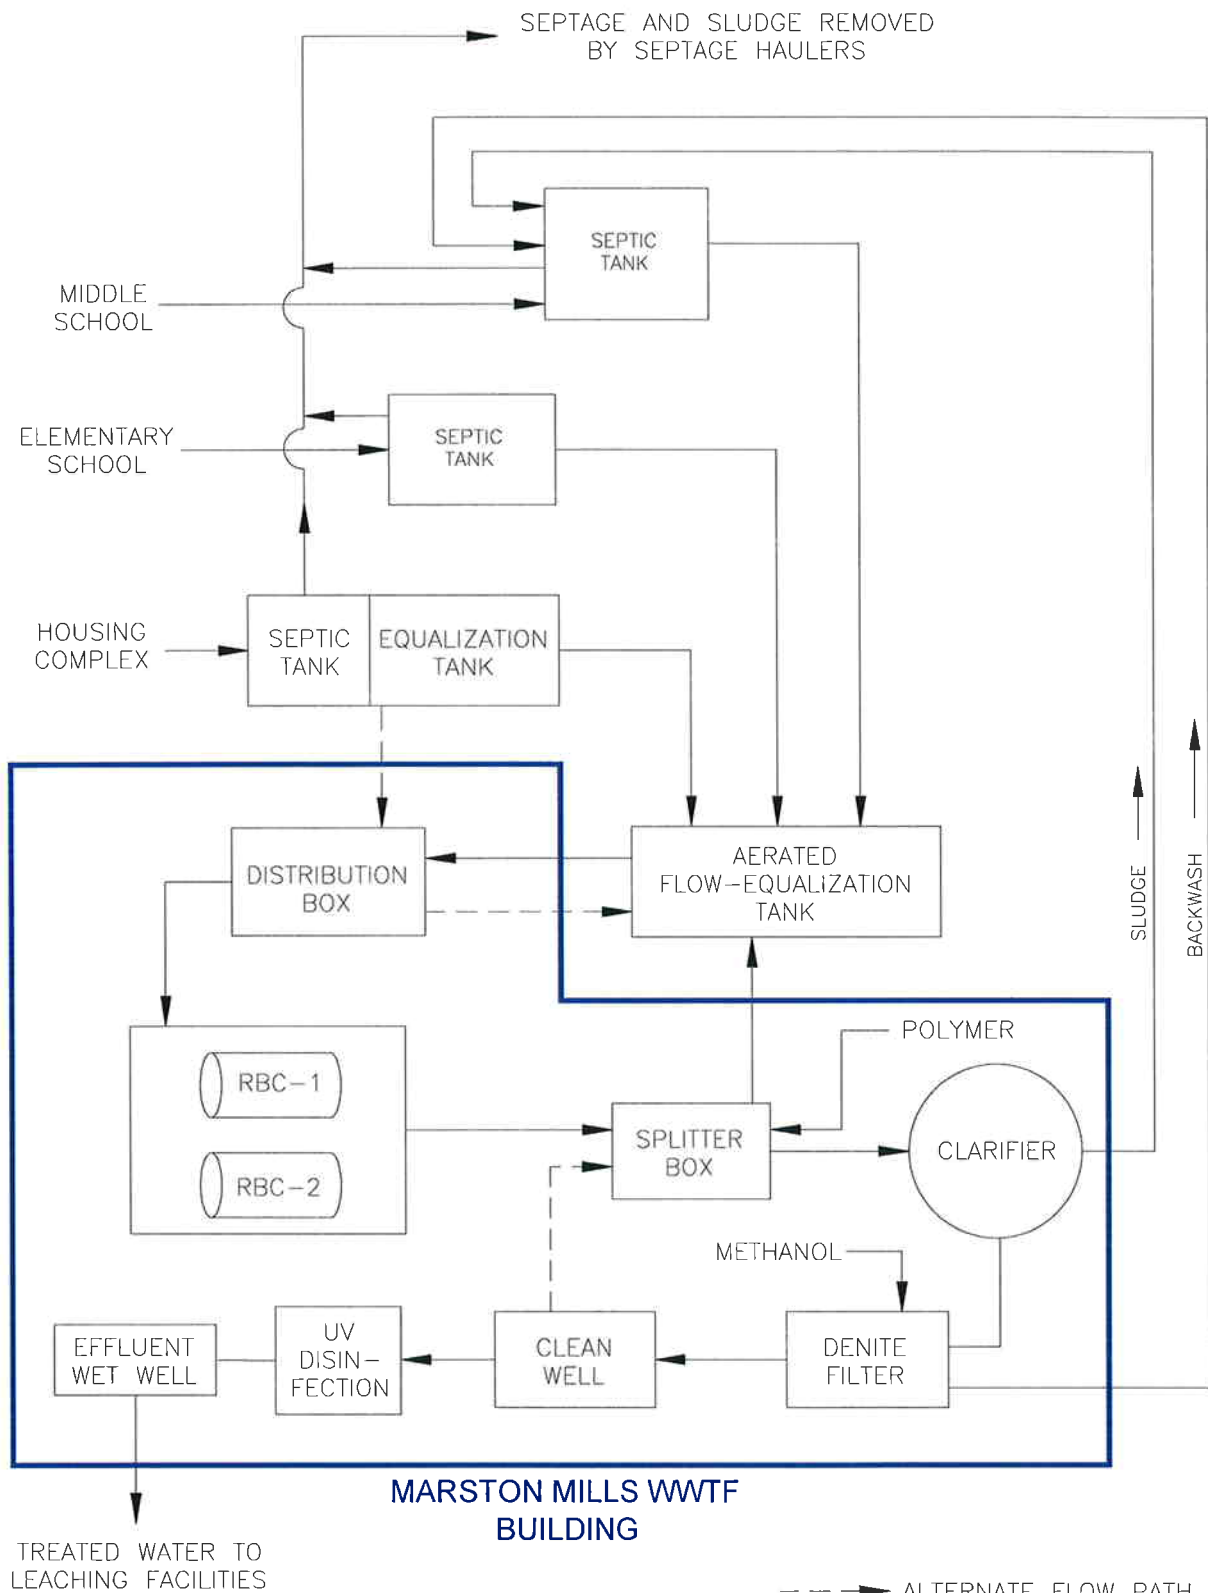 SEPTAGE AND SLUDGE REMOVED
BY SEPTAGE HAULERS
SEPTIC
TANK
MIDDLE
SCHOOL
ELEMENTARY
SCHOOL
SEPTIC
TANK
HOUSING
COMPLEX
SEPTIC
TANK
EQUALIZATION
TANK
DISTRIBUTION
BOX
AERATED
FLOW-EQUALIZATION
TANK
SLUDGE
BACKWASH
RBC-1
RBC-2
POLYMER
SPLITTER
BOX
CLARIFIER
METHANOL
EFFLUENT
WET WELL
UV
DISIN-
FECTION
CLEAN
WELL
DENITE
FILTER
MARSTON MILLS WWTF
BUILDING
TREATED WATER TO
LEACHING FACILITIES
ALTERNATE FLOW PATH